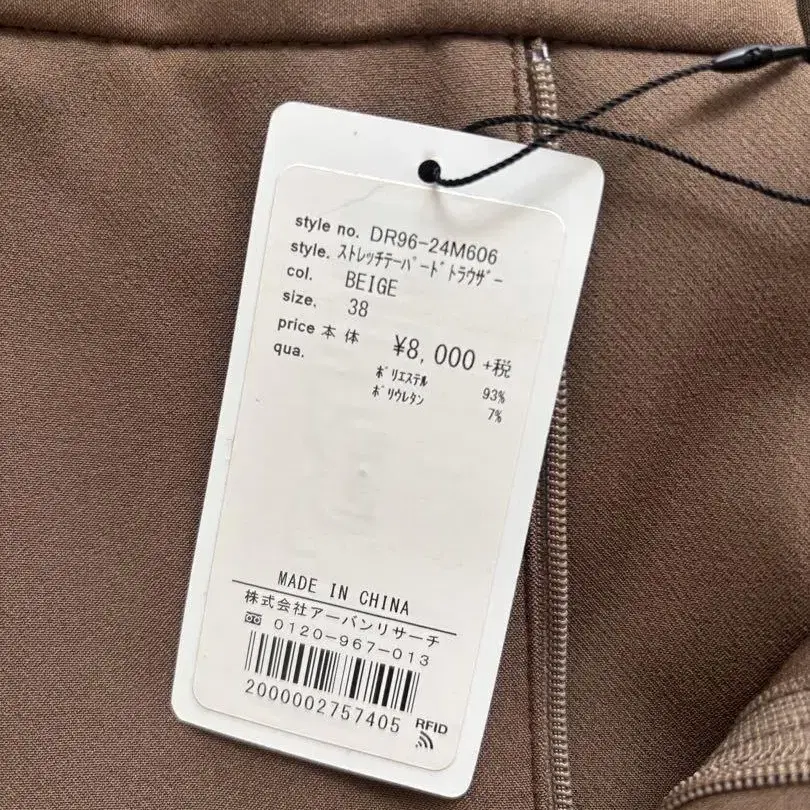 style no. DR96-24M606
style. ｽﾄﾚｯﾁﾃｰﾊﾟｰﾄﾞﾄﾗｳｻﾞｰ
col. BEIGE
size. 38
price 本体 ¥8,000 +税
qua. ﾎﾟﾘｴｽﾃﾙ 93%
ﾎﾟﾘｳﾚﾀﾝ 7%
MADE IN CHINA
株式会社アーバンリサーチ
0120-967-013
2000002757405
RFID